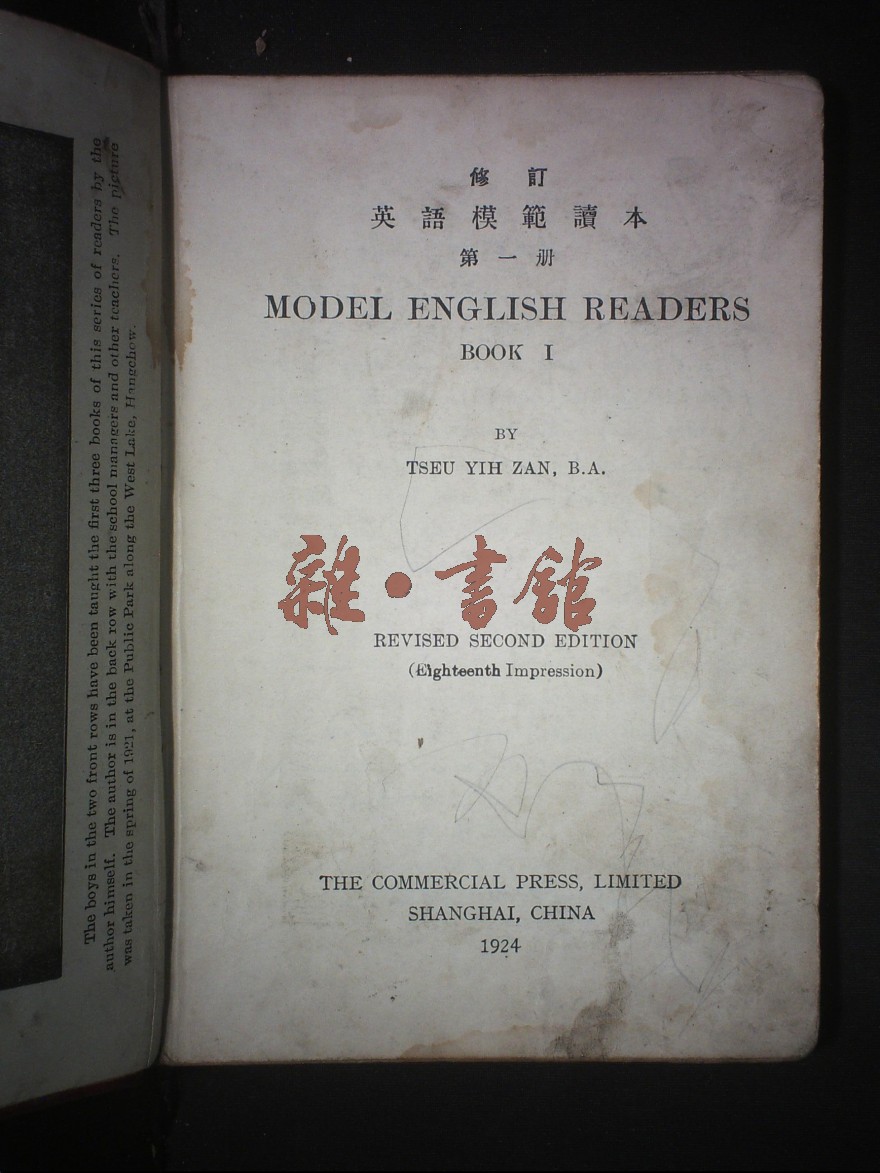 The boys in the two front rows have been taught the first three books of this series of readers by the
author himself. The author is in the back row with the school managers and other teachers. The picture
was taken in the spring of 1921, at the Public Park along the West Lake, Hangchow.
修 訂
英 語 模 範 讀 本
第 一 册
MODEL ENGLISH READERS
BOOK I
BY
TSEU YIH ZAN, B.A.
雜·書館
REVISED SECOND EDITION
(Eighteenth Impression)
THE COMMERCIAL PRESS, LIMITED
SHANGHAI, CHINA
1924